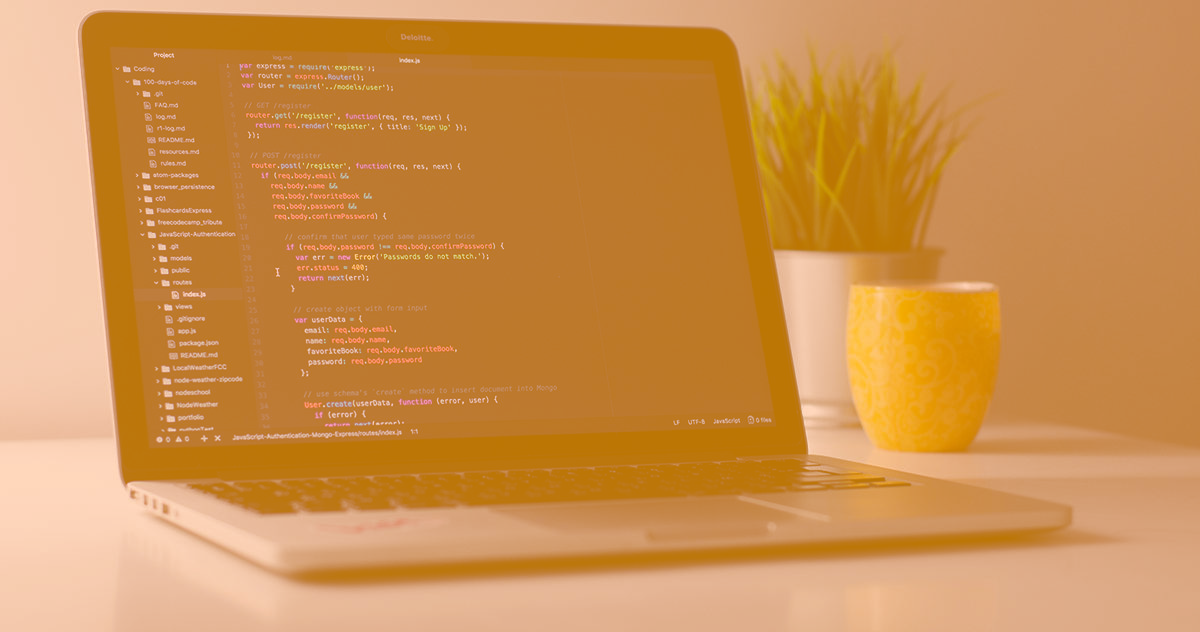 Deloitte
Project
log.md
index.js
Coding
100-days-of-code
.git
FAQ.md
log.md
r1-log.md
README.md
resources.md
rules.md
atom-packages
browser_persistence
c01
FlashcardsExpress
freecodecamp_tribute
JavaScript-Authentication
.git
models
public
routes
index.js
views
.gitignore
app.js
package.json
README.md
LocalWeatherFCC
node-weather-zipcode
nodeschool
NodeWeather
portfolio
pythonTest
var express = require('express');
var router = express.Router();
var User = require('../models/user');
// GET /register
router.get('/register', function(req, res, next) {
return res.render('register', { title: 'Sign Up' });
});
// POST /register
router.post('/register', function(req, res, next) {
if (req.body.email &&
req.body.name &&
req.body.favoriteBook &&
req.body.password &&
req.body.confirmPassword) {
// confirm that user typed same password twice
if (req.body.password !== req.body.confirmPassword) {
var err = new Error('Passwords do not match.');
err.status = 400;
return next(err);
}
// create object with form input
var userData = {
email: req.body.email,
name: req.body.name,
favoriteBook: req.body.favoriteBook,
password: req.body.password
};
// use schema's `create` method to insert document into Mongo
User.create(userData, function (error, user) {
if (error) {
return next(error);
0 0 JavaScript-Authentication-Mongo-Express/routes/index.js 1:1 LF UTF-8 JavaScript 0 files